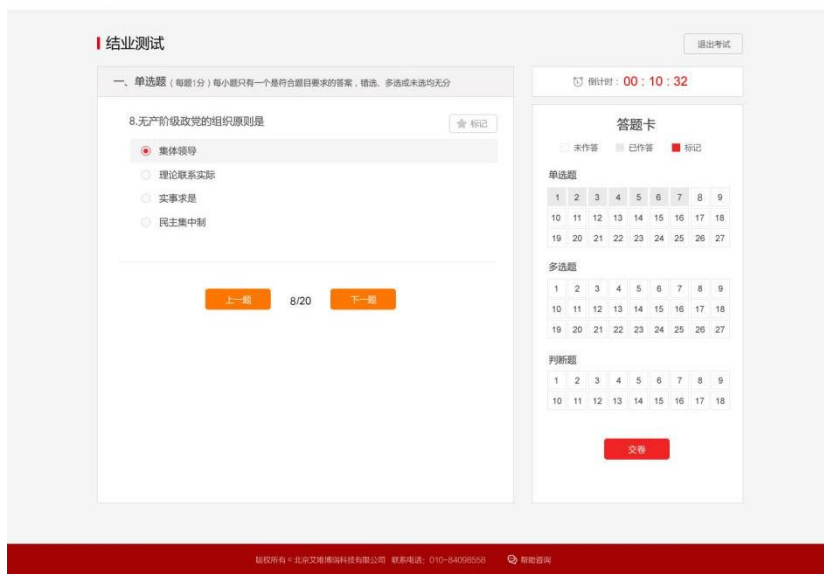 结业测试
退出考试
一、单选题（每题1分）每小题只有一个是符合题目要求的答案，错选、多选或未选均无分
倒计时：00：10：32
8.无产阶级政党的组织原则是
标记
集体领导
理论联系实际
实事求是
民主集中制
上一题 8/20 下一题
答题卡
未作答 已作答 标记
单选题
1 2 3 4 5 6 7 8 9
10 11 12 13 14 15 16 17 18
19 20 21 22 23 24 25 26 27
多选题
1 2 3 4 5 6 7 8 9
10 11 12 13 14 15 16 17 18
19 20 21 22 23 24 25 26 27
判断题
1 2 3 4 5 6 7 8 9
10 11 12 13 14 15 16 17 18
交卷
版权所有©北京艾唯博瑞科技有限公司 联系电话：010-84098558 帮助咨询